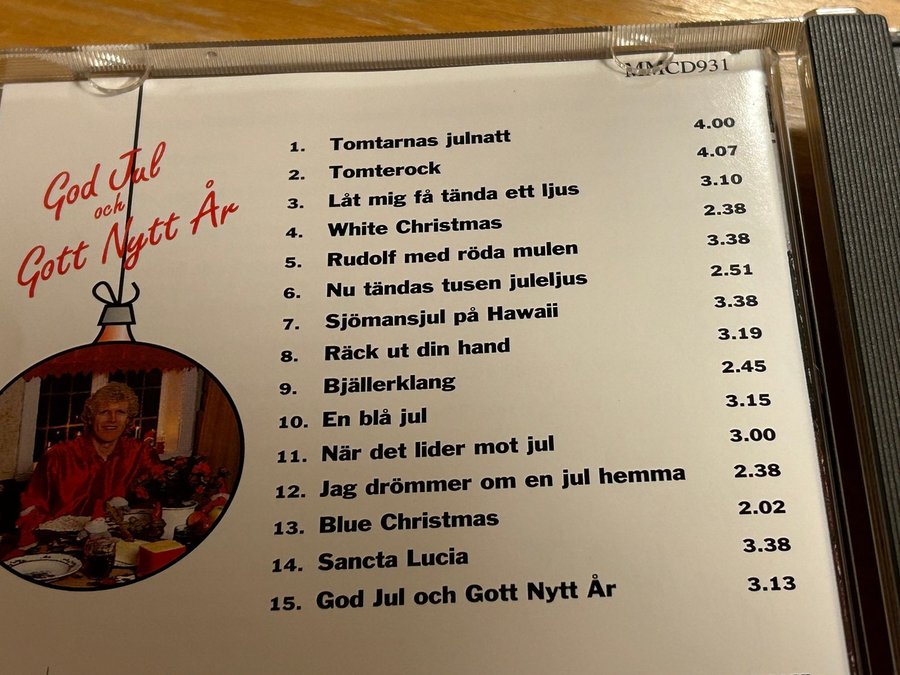 MMCD931
God Jul
och
Gott Nytt År
1. Tomtarnas julnatt 4.00
2. Tomterock 4.07
3. Låt mig få tända ett ljus 3.10
4. White Christmas 2.38
5. Rudolf med röda mulen 3.38
6. Nu tändas tusen juleljus 2.51
7. Sjömansjul på Hawaii 3.38
8. Räck ut din hand 3.19
9. Bjällerklang 2.45
10. En blå jul 3.15
11. När det lider mot jul 3.00
12. Jag drömmer om en jul hemma 2.38
13. Blue Christmas 2.02
14. Sancta Lucia 3.38
15. God Jul och Gott Nytt År 3.13